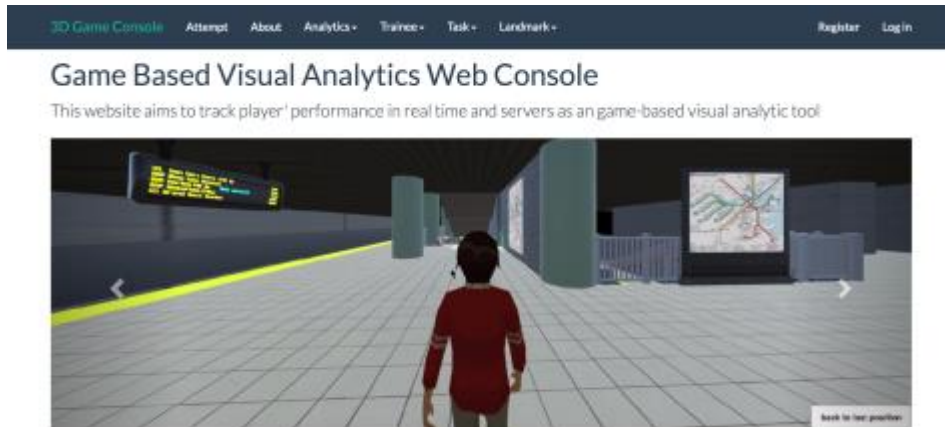 3D Game Console Attempt About Analytics Trainee Task Landmark Register Log in
Game Based Visual Analytics Web Console
This website aims to track player' performance in real time and servers as an game-based visual analytic tool
back to last position